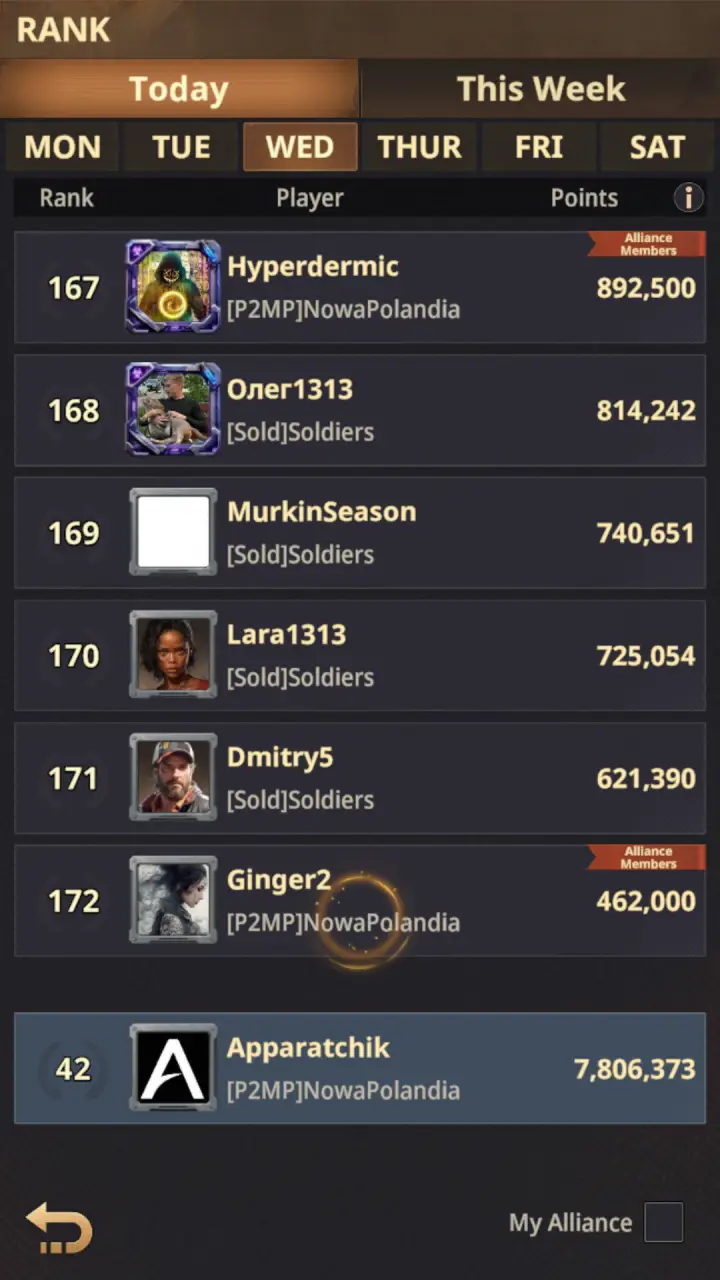 RANK
Today
This Week
MON
TUE
WED
THUR
FRI
SAT
Rank
Player
Points
i
Alliance
Members
167
Hyperdermic
[P2MP]NowaPolandia
892,500
168
Олег1313
[Sold]Soldiers
814,242
169
MurkinSeason
[Sold]Soldiers
740,651
170
Lara1313
[Sold]Soldiers
725,054
171
Dmitry5
[Sold]Soldiers
621,390
Alliance
Members
172
Ginger2
[P2MP]NowaPolandia
462,000
42
A
Apparatchik
[P2MP]NowaPolandia
7,806,373
My Alliance